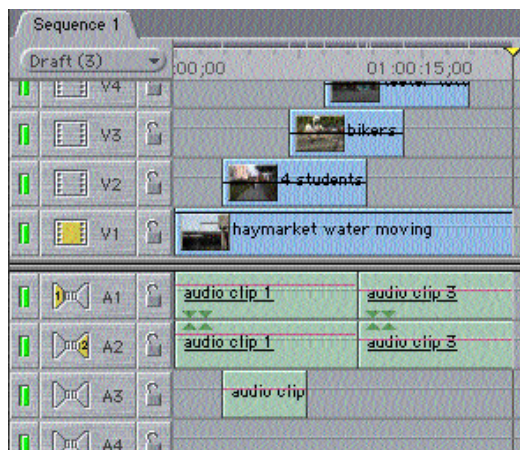 Sequence 1
Draft (3)
00;00 01:00:15;00
V4
V3 bikers
V2 4 students
V1 haymarket water moving
1 A1 audio clip 1 audio clip 3
2 A2 audio clip 1 audio clip 3
A3 audio clip
A4